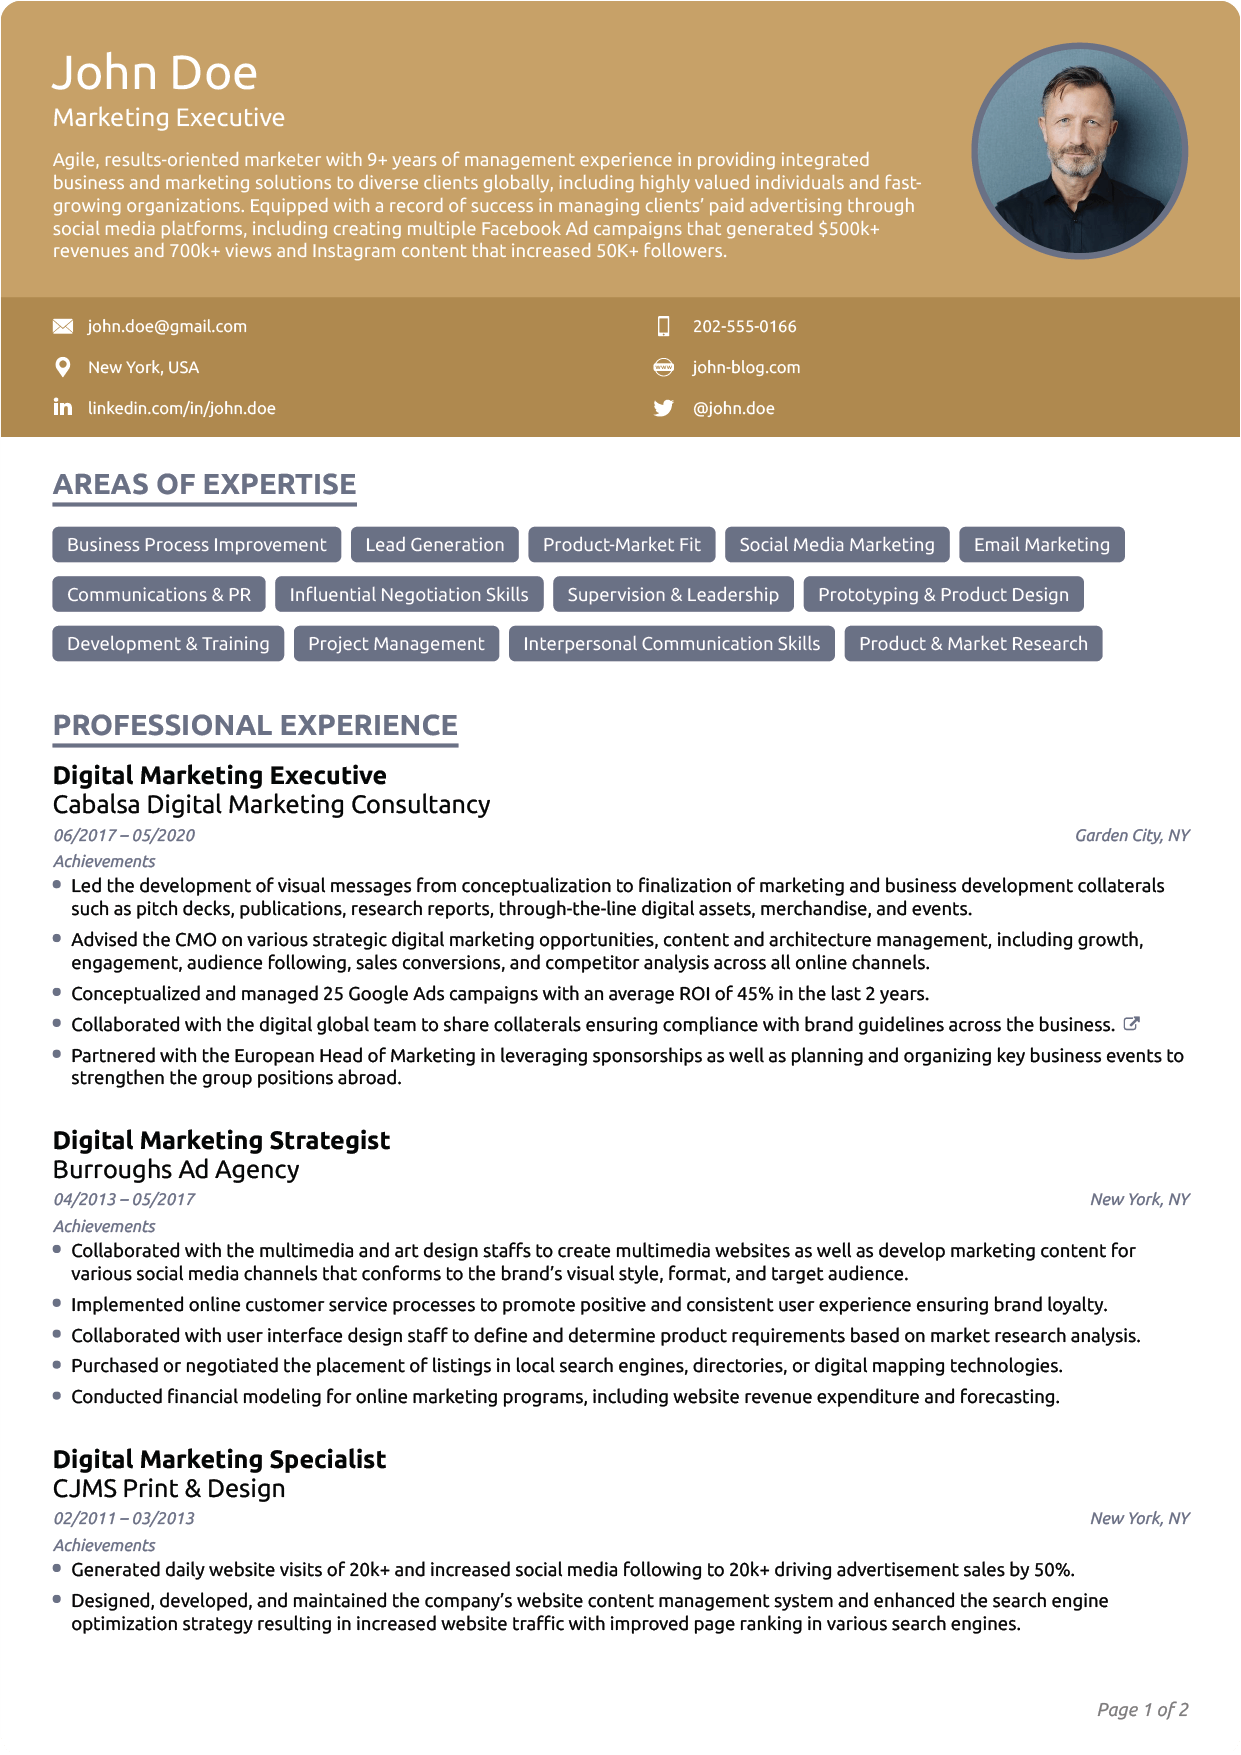 John Doe
Marketing Executive
Agile, results-oriented marketer with 9+ years of management experience in providing integrated
business and marketing solutions to diverse clients globally, including highly valued individuals and fast-
growing organizations. Equipped with a record of success in managing clients’ paid advertising through
social media platforms, including creating multiple Facebook Ad campaigns that generated $500k+
revenues and 700k+ views and Instagram content that increased 50K+ followers.
john.doe@gmail.com
202-555-0166
New York, USA
www
john-blog.com
in
linkedin.com/in/john.doe
@john.doe
AREAS OF EXPERTISE
Business Process Improvement
Lead Generation
Product-Market Fit
Social Media Marketing
Email Marketing
Communications & PR
Influential Negotiation Skills
Supervision & Leadership
Prototyping & Product Design
Development & Training
Project Management
Interpersonal Communication Skills
Product & Market Research
PROFESSIONAL EXPERIENCE
Digital Marketing Executive
Cabalsa Digital Marketing Consultancy
06/2017 – 05/2020
Garden City, NY
Achievements
• Led the development of visual messages from conceptualization to finalization of marketing and business development collaterals
such as pitch decks, publications, research reports, through-the-line digital assets, merchandise, and events.
• Advised the CMO on various strategic digital marketing opportunities, content and architecture management, including growth,
engagement, audience following, sales conversions, and competitor analysis across all online channels.
• Conceptualized and managed 25 Google Ads campaigns with an average ROI of 45% in the last 2 years.
• Collaborated with the digital global team to share collaterals ensuring compliance with brand guidelines across the business.
• Partnered with the European Head of Marketing in leveraging sponsorships as well as planning and organizing key business events to
strengthen the group positions abroad.
Digital Marketing Strategist
Burroughs Ad Agency
04/2013 – 05/2017
New York, NY
Achievements
• Collaborated with the multimedia and art design staffs to create multimedia websites as well as develop marketing content for
various social media channels that conforms to the brand’s visual style, format, and target audience.
• Implemented online customer service processes to promote positive and consistent user experience ensuring brand loyalty.
• Collaborated with user interface design staff to define and determine product requirements based on market research analysis.
• Purchased or negotiated the placement of listings in local search engines, directories, or digital mapping technologies.
• Conducted financial modeling for online marketing programs, including website revenue expenditure and forecasting.
Digital Marketing Specialist
CJMS Print & Design
02/2011 – 03/2013
New York, NY
Achievements
• Generated daily website visits of 20k+ and increased social media following to 20k+ driving advertisement sales by 50%.
• Designed, developed, and maintained the company’s website content management system and enhanced the search engine
optimization strategy resulting in increased website traffic with improved page ranking in various search engines.
Page 1 of 2